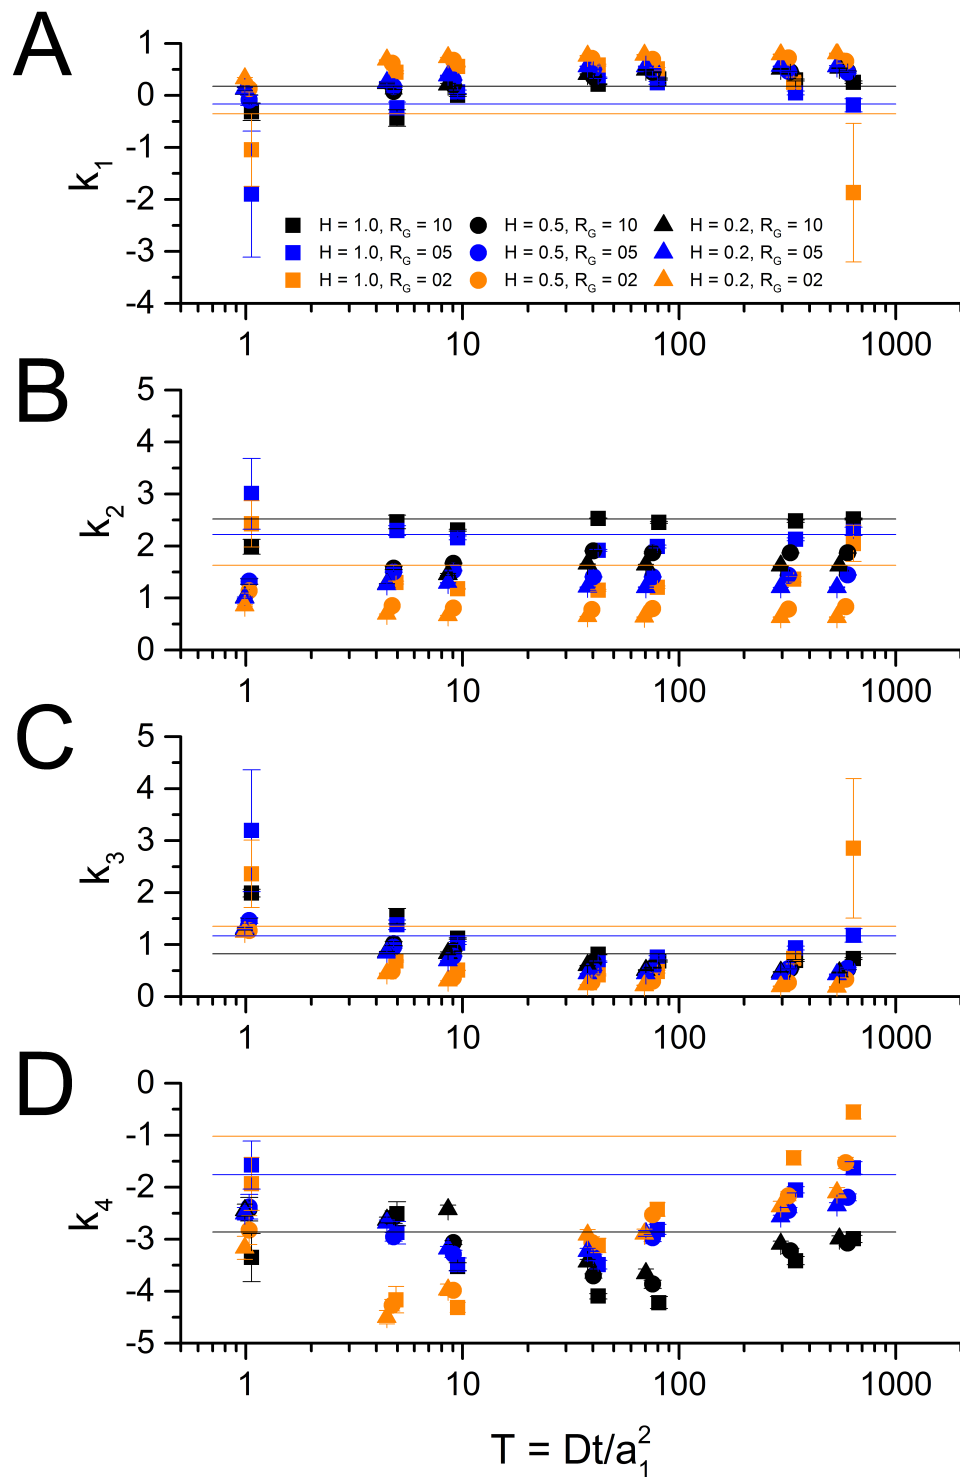 A
1
0
-1
-2
-3
-4
k1
H = 1.0, RG = 10 H = 0.5, RG = 10 H = 0.2, RG = 10
H = 1.0, RG = 05 H = 0.5, RG = 05 H = 0.2, RG = 05
H = 1.0, RG = 02 H = 0.5, RG = 02 H = 0.2, RG = 02
1 10 100 1000
B
5
4
3
2
1
0
k2
1 10 100 1000
C
5
4
3
2
1
0
k3
1 10 100 1000
D
0
-1
-2
-3
-4
-5
k4
1 10 100 1000
T = Dt/a1²